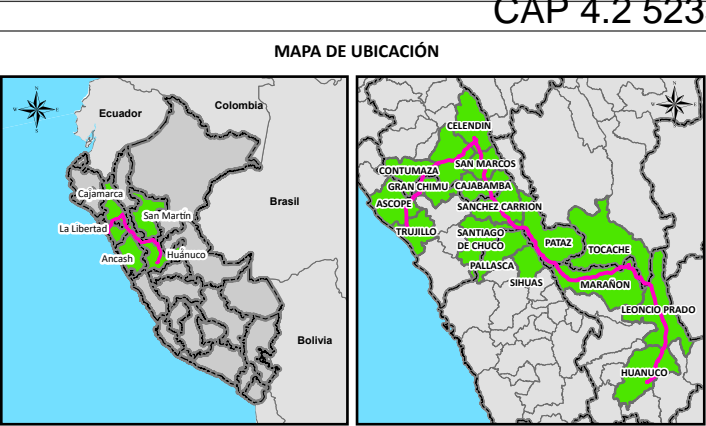 CAP 4.2 523
MAPA DE UBICACIÓN
N
W
E
S
Ecuador
Colombia
Cajamarca
San Martín
La Libertad
Huánuco
Ancash
Brasil
Bolivia
N
W
E
S
CELENDIN
CONTUMAZA
SAN MARCOS
GRAN CHIMU
CAJABAMBA
ASCOPE
SANCHEZ CARRION
TRUJILLO
SANTIAGO
DE CHUCO
PATAZ
TOCACHE
PALLASCA
SIHUAS
MARAÑON
LEONCIO PRADO
HUANUCO